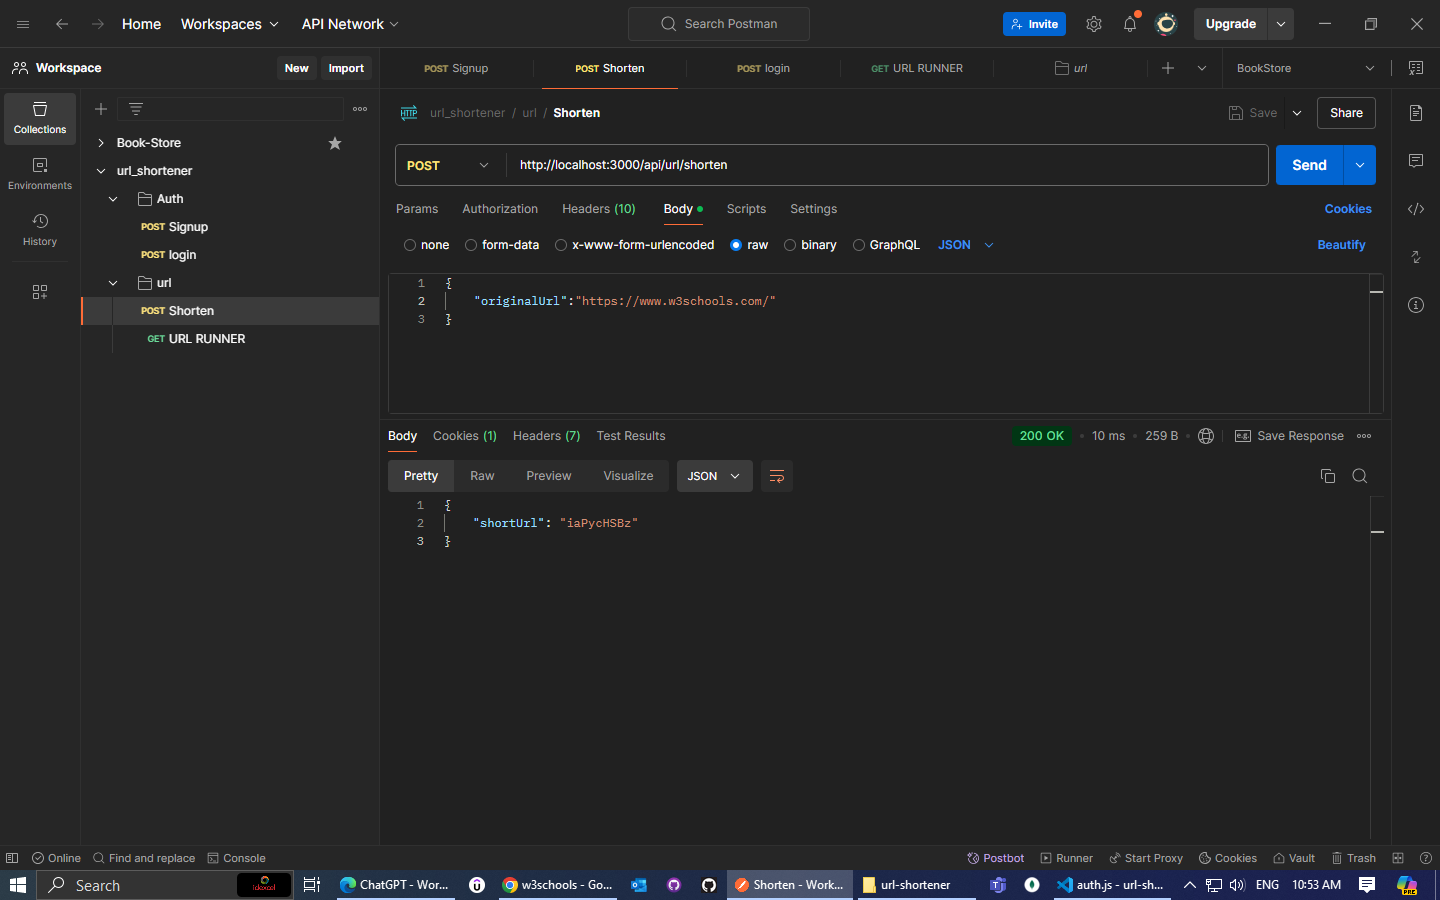 Home Workspaces API Network Search Postman Invite Upgrade
Workspace New Import POST Signup POST Shorten POST login GET URL RUNNER url BookStore
Collections
Environments
History
Book-Store
url_shortener
Auth
POST Signup
POST login
url
POST Shorten
GET URL RUNNER
HTTP url_shortener / url / Shorten Save Share
POST http://localhost:3000/api/url/shorten Send
Params Authorization Headers (10) Body Scripts Settings Cookies
none form-data x-www-form-urlencoded raw binary GraphQL JSON Beautify
1 {
2 "originalUrl":"https://www.w3schools.com/"
3 }
Body Cookies (1) Headers (7) Test Results 200 OK 10 ms 259 B e.g. Save Response
Pretty Raw Preview Visualize JSON
1 {
2 "shortUrl": "iaPycHSBz"
3 }
Online Find and replace Console Postbot Runner Start Proxy Cookies Vault Trash
Search ChatGPT - Wor... w3schools - Go... Shorten - Work... url-shortener auth.js - url-sh... ENG 10:53 AM PRE